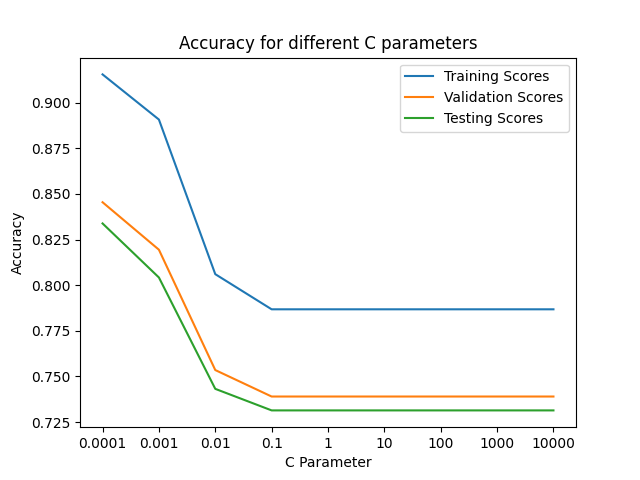 Accuracy for different C parameters
Training Scores
Validation Scores
Testing Scores
Accuracy
0.900
0.875
0.850
0.825
0.800
0.775
0.750
0.725
0.0001 0.001 0.01 0.1 1 10 100 1000 10000
C Parameter